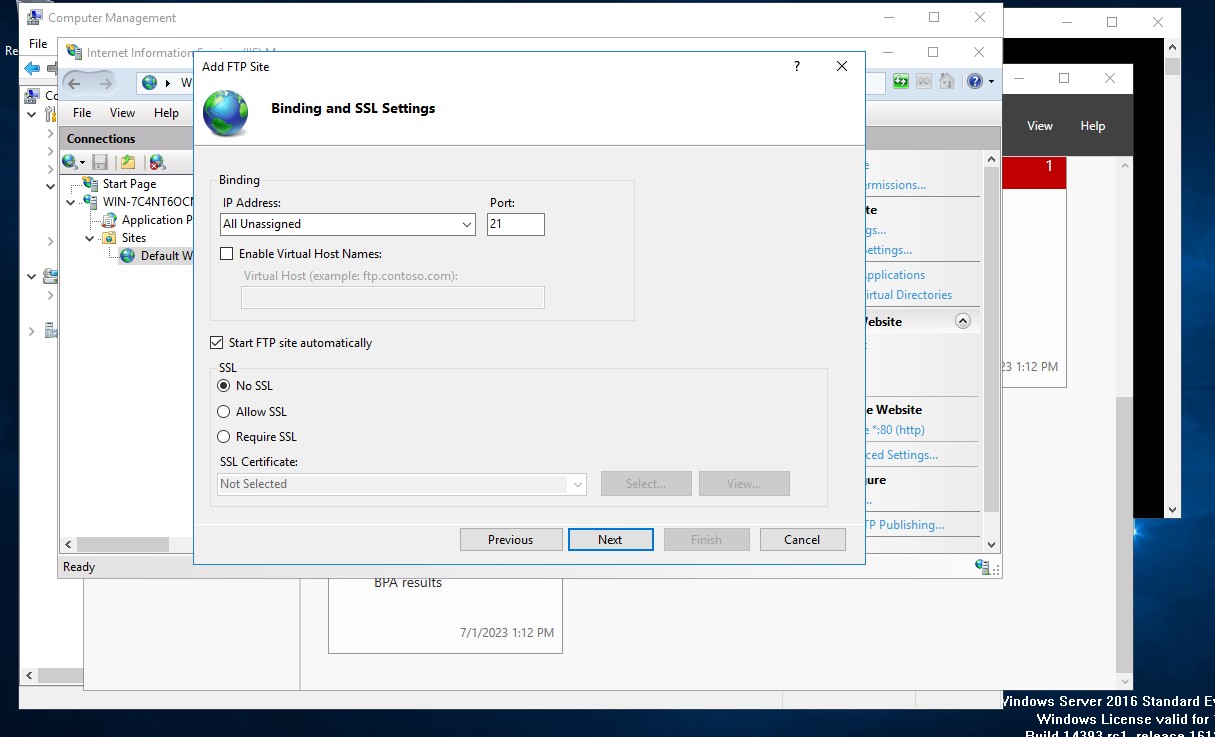 Computer Management
File
Internet Information
View
Help
File View Help
Connections
Start Page
WIN-7C4NT6OCN
Application P
Sites
Default W
Add FTP Site
?
Binding and SSL Settings
Binding
IP Address:
Port:
All Unassigned
21
Enable Virtual Host Names:
Virtual Host (example: ftp.contoso.com):
Start FTP site automatically
SSL
No SSL
Allow SSL
Require SSL
SSL Certificate:
Not Selected
Select...
View...
Previous
Next
Finish
Cancel
ermissions...
te
gs...
ettings...
pplications
irtual Directories
ebsite
e Website
e *:80 (http)
ced Settings...
ure
TP Publishing...
1
23 1:12 PM
Ready
BPA results
7/1/2023 1:12 PM
Windows Server 2016 Standard Ev
Windows License valid for
Build 14393.rs1_release.161